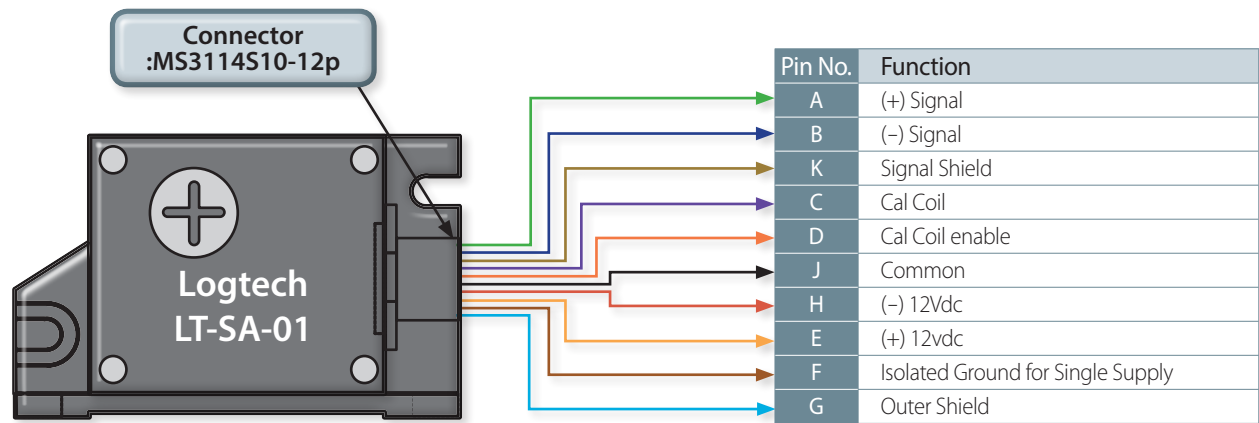 Connector
:MS3114S10-12p
Logtech
LT-SA-01
Pin No. Function
A (+) Signal
B (–) Signal
K Signal Shield
C Cal Coil
D Cal Coil enable
J Common
H (–) 12Vdc
E (+) 12vdc
F Isolated Ground for Single Supply
G Outer Shield